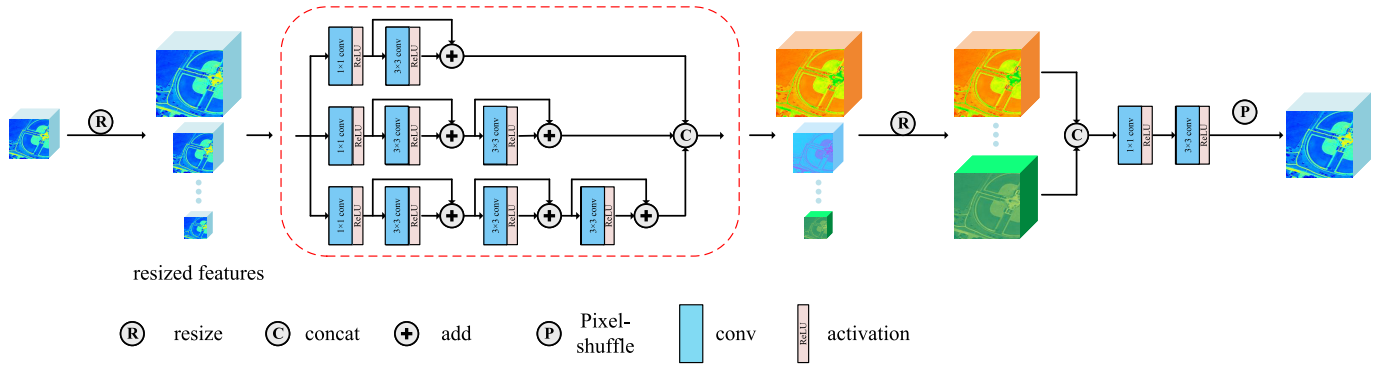 R
1×1 conv
ReLU
3×3 conv
ReLU
1×1 conv
ReLU
3×3 conv
ReLU
3×3 conv
ReLU
C
1×1 conv
ReLU
3×3 conv
ReLU
3×3 conv
ReLU
3×3 conv
ReLU
R
C
1×1 conv
ReLU
3×3 conv
ReLU
P
resized features
R resize
C concat
add
P Pixel-
shuffle
conv
ReLU activation